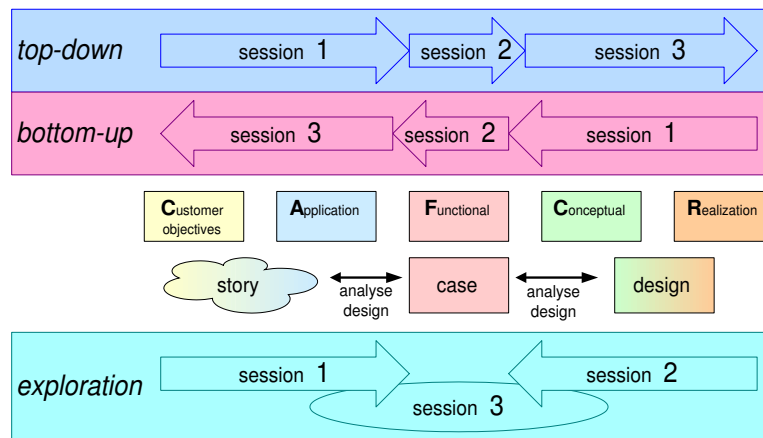 top-down
session 1
session 2
session 3
bottom-up
session 3
session 2
session 1
Customer
objectives
Application
Functional
Conceptual
Realization
story
analyse
design
case
analyse
design
design
exploration
session 1
session 2
session 3